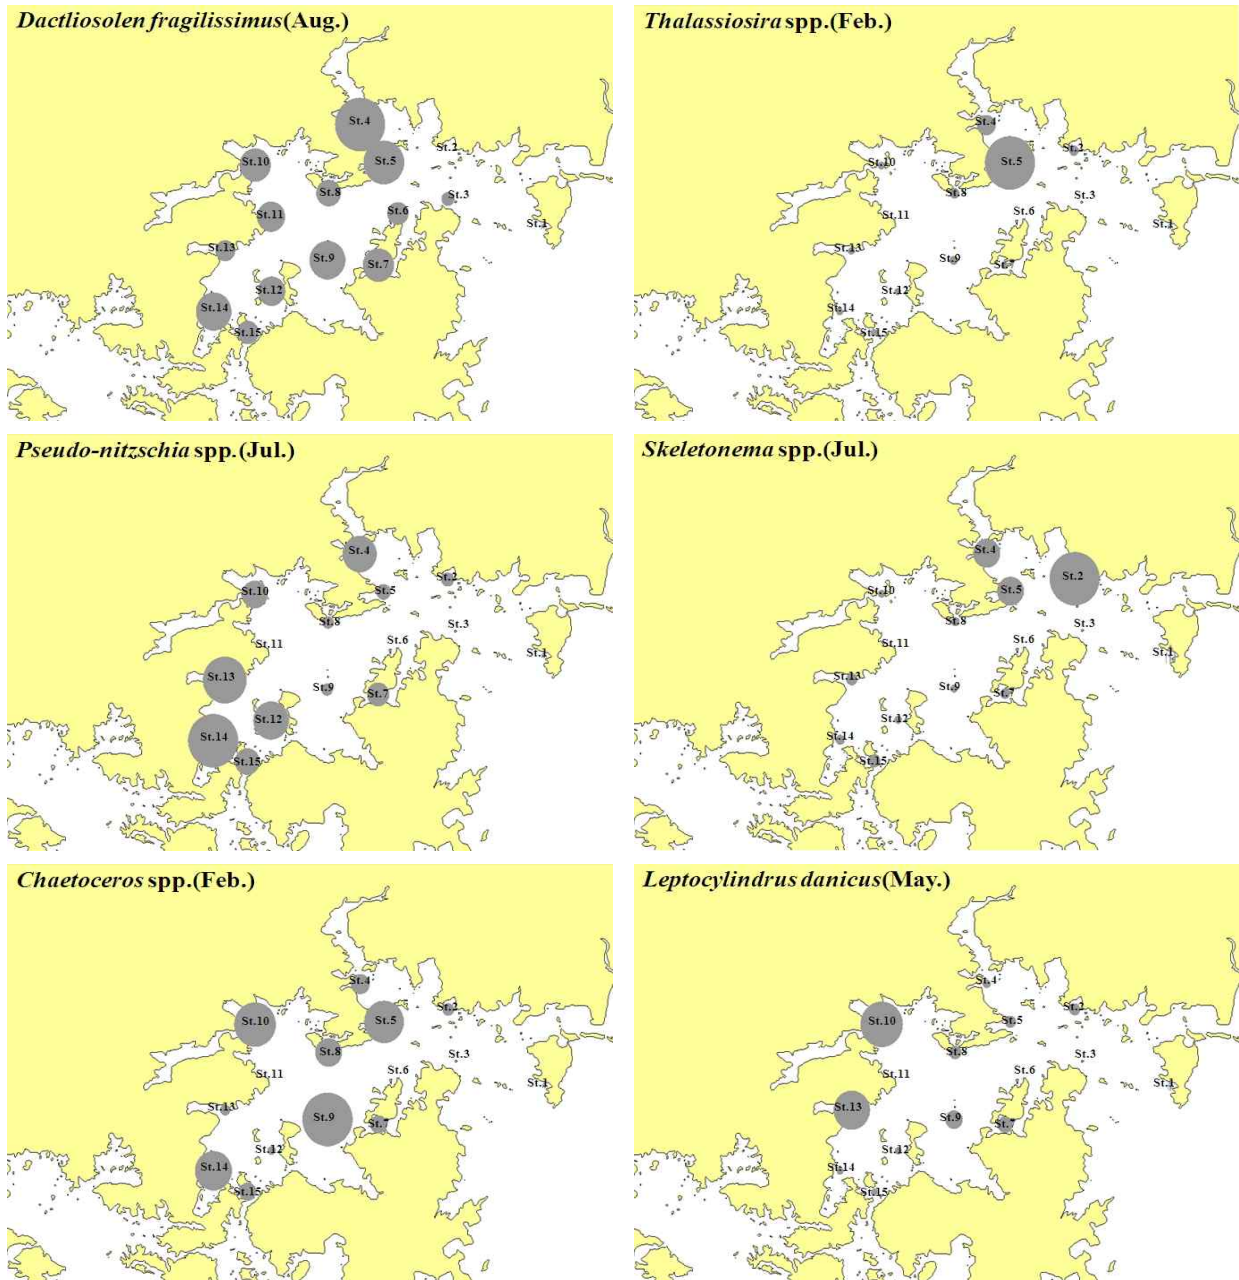 Dactliosolen fragilissimus(Aug.)
St.4
St.2
St.10
St.5
St.8
St.3
St.11
St.6
St.1
St.13
St.9
St.7
St.12
St.14
St.15
Thalassiosira spp.(Feb.)
St.4
St.2
St.10
St.5
St.8
St.3
St.11
St.6
St.1
St.13
St.9
St.7
St.12
St.14
St.15
Pseudo-nitzschia spp.(Jul.)
St.4
St.2
St.10
St.5
St.8
St.3
St.11
St.6
St.1
St.13
St.9
St.7
St.12
St.14
St.15
Skeletonema spp.(Jul.)
St.4
St.2
St.10
St.5
St.8
St.3
St.11
St.6
St.1
St.13
St.9
St.7
St.12
St.14
St.15
Chaetoceros spp.(Feb.)
St.4
St.2
St.10
St.5
St.8
St.3
St.11
St.6
St.1
St.13
St.9
St.7
St.12
St.14
St.15
Leptocylindrus danicus(May.)
St.4
St.2
St.10
St.5
St.8
St.3
St.11
St.6
St.1
St.13
St.9
St.7
St.12
St.14
St.15